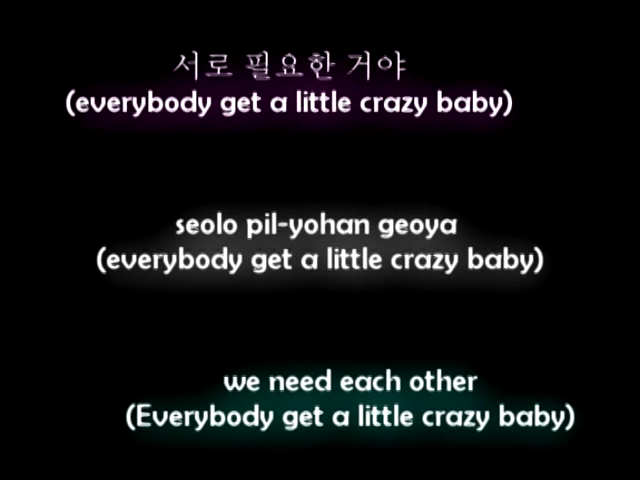 서로 필요한 거야
(everybody get a little crazy baby)
seolo pil-yohan geoya
(everybody get a little crazy baby)
we need each other
(Everybody get a little crazy baby)